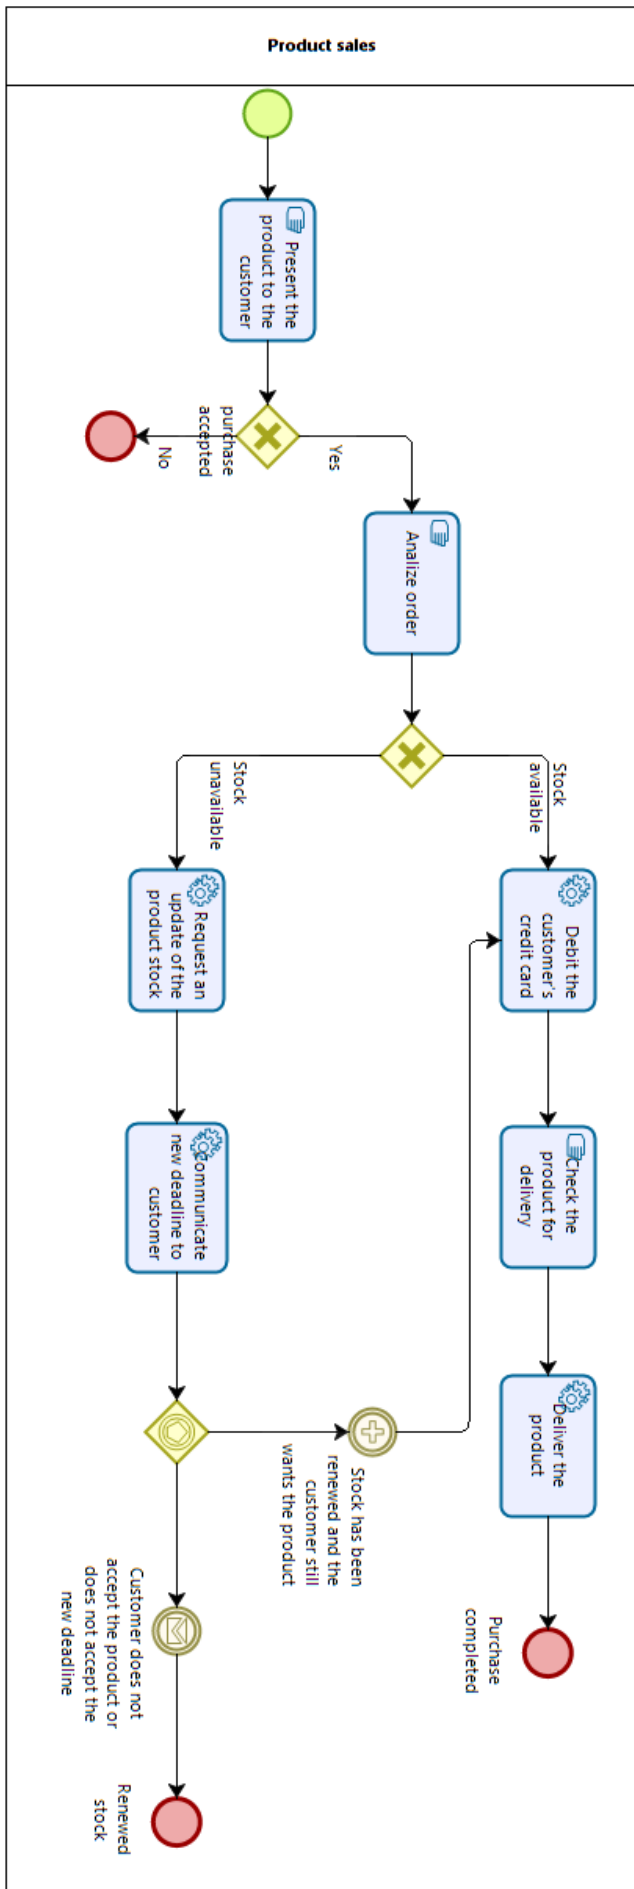 Product sales
Present the
product to the
customer
purchase
accepted
No
Yes
Analize order
Stock
available
Stock
unavailable
Debit the
customer's
credit card
Request an
update of the
product stock
Check the
product for
delivery
Communicate
new deadline to
customer
Deliver the
product
Stock has been
renewed and the
customer still
wants the product
Customer does not
accept the product or
does not accept the
new deadline
Purchase
completed
Renewed
stock